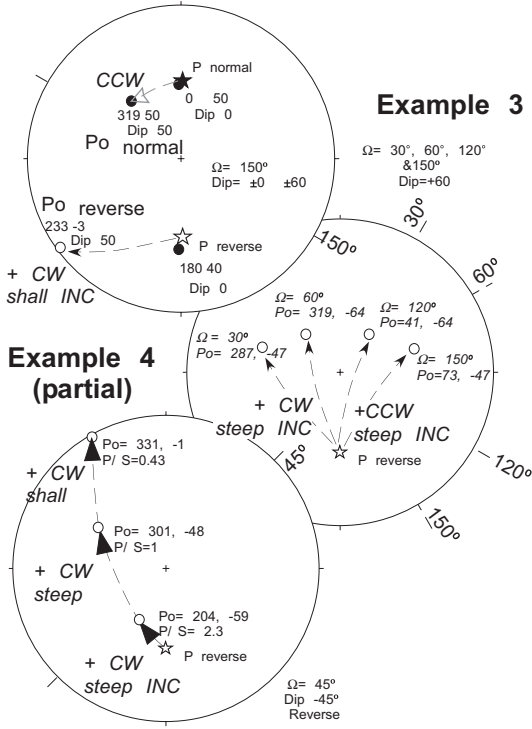 CCW
P normal
0 50
Dip 0
319 50
Dip 50
Po normal
Ω= 150º
Dip= ±0 ±60
Po reverse
233 -3
Dip 50
+ CW
shall INC
P reverse
180 40
Dip 0
Example 3
Ω= 30°, 60°, 120°
&150°
Dip=+60
30º
60º
150º
Ω= 60º
Po= 319, -64
Ω= 120º
Po=41, -64
Ω= 30º
Po= 287, -47
Ω= 150º
Po=73, -47
+ CW
steep INC
+CCW
steep INC
P reverse
120º
150º
Example 4
(partial)
45º
Po= 331, -1
P/ S=0.43
+ CW
shall
Po= 301, -48
P/ S=1
+ CW
steep
Po= 204, -59
P/ S= 2.3
P reverse
+ CW
steep INC
Ω= 45º
Dip -45º
Reverse